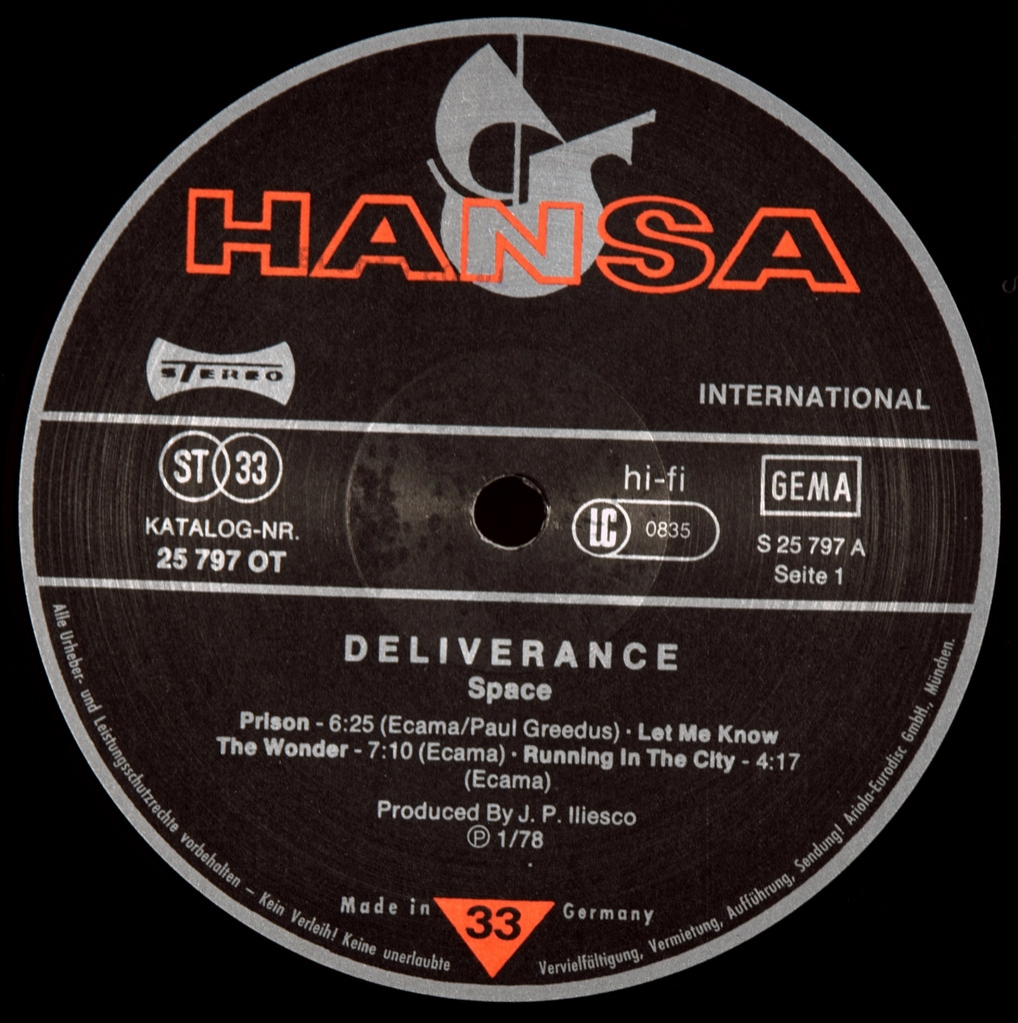 HANSA
STEREO
INTERNATIONAL
ST 33
KATALOG-NR.
25 797 OT
hi-fi
LC 0835
GEMA
S 25 797 A
Seite 1
DELIVERANCE
Space
Prison - 6:25 (Ecama/Paul Greedus) · Let Me Know
The Wonder - 7:10 (Ecama) · Running In The City - 4:17
(Ecama)
Produced By J. P. Iliesco
Ⓟ 1/78
Made in 33 Germany
Alle Urheber- und Leistungsschutzrechte vorbehalten – Kein Verleih! Keine unerlaubte Vervielfältigung, Vermietung, Aufführung, Sendung! Ariola-Eurodisc GmbH., München.